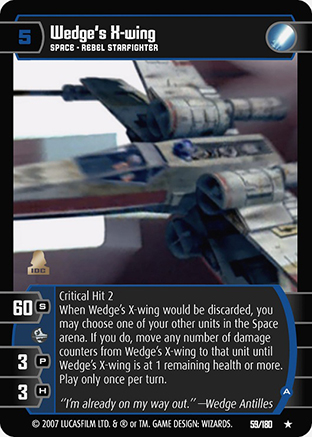 5
Wedge's X-wing
SPACE - REBEL STARFIGHTER
IDC
60 S
3 P
3 H
Critical Hit 2
When Wedge's X-wing would be discarded, you
may choose one of your other units in the Space
arena. If you do, move any number of damage
counters from Wedge's X-wing to that unit until
Wedge's X-wing is at 1 remaining health or more.
Play only once per turn.
A
"I'm already on my way out." —Wedge Antilles
© 2007 LUCASFILM LTD. & ® or TM. GAME DESIGN: WIZARDS. 59/180 ★